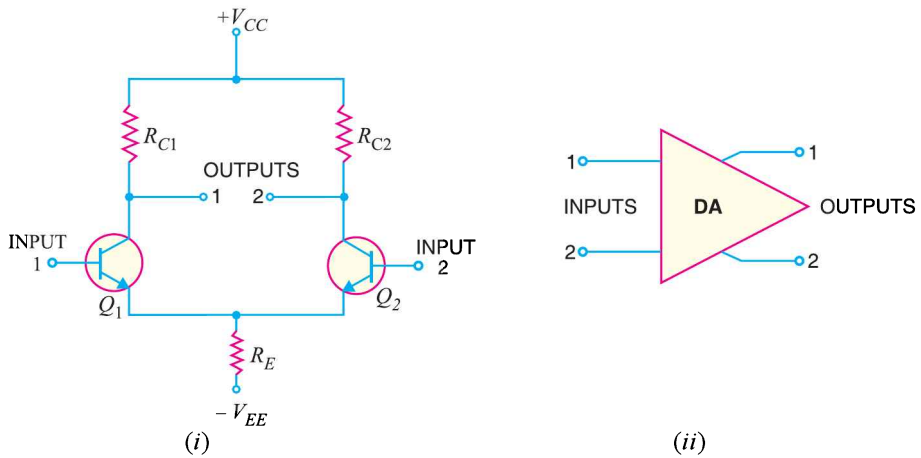 +V_CC
R_C1
R_C2
OUTPUTS
1
2
INPUT
1
INPUT
2
Q_1
Q_2
R_E
– V_EE
(i)
1
INPUTS
2
DA
1
OUTPUTS
2
(ii)